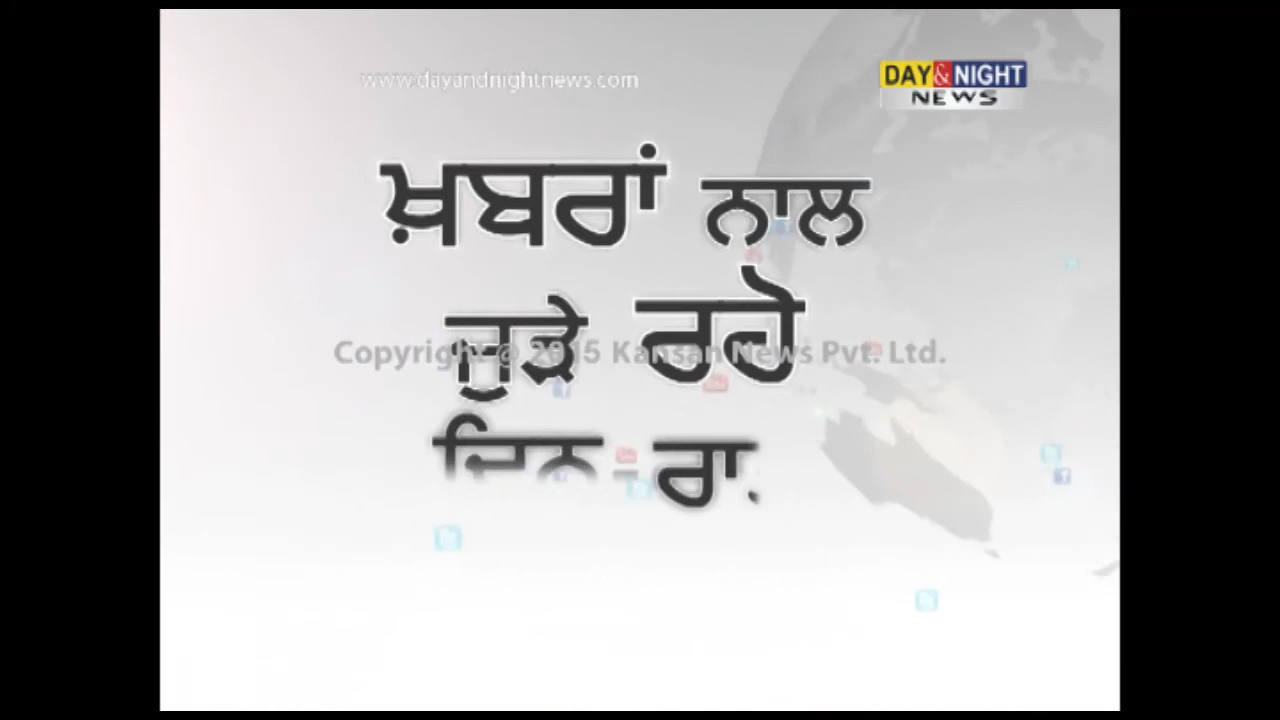 www.dayandnightnews.com
DAY&NIGHT
NEWS
ਖ਼ਬਰਾਂ ਨਾਲ
ਜੁੜੇ ਰਹੋ
Copyright © 2015 Kansan News Pvt. Ltd.
ਦਿਨ -